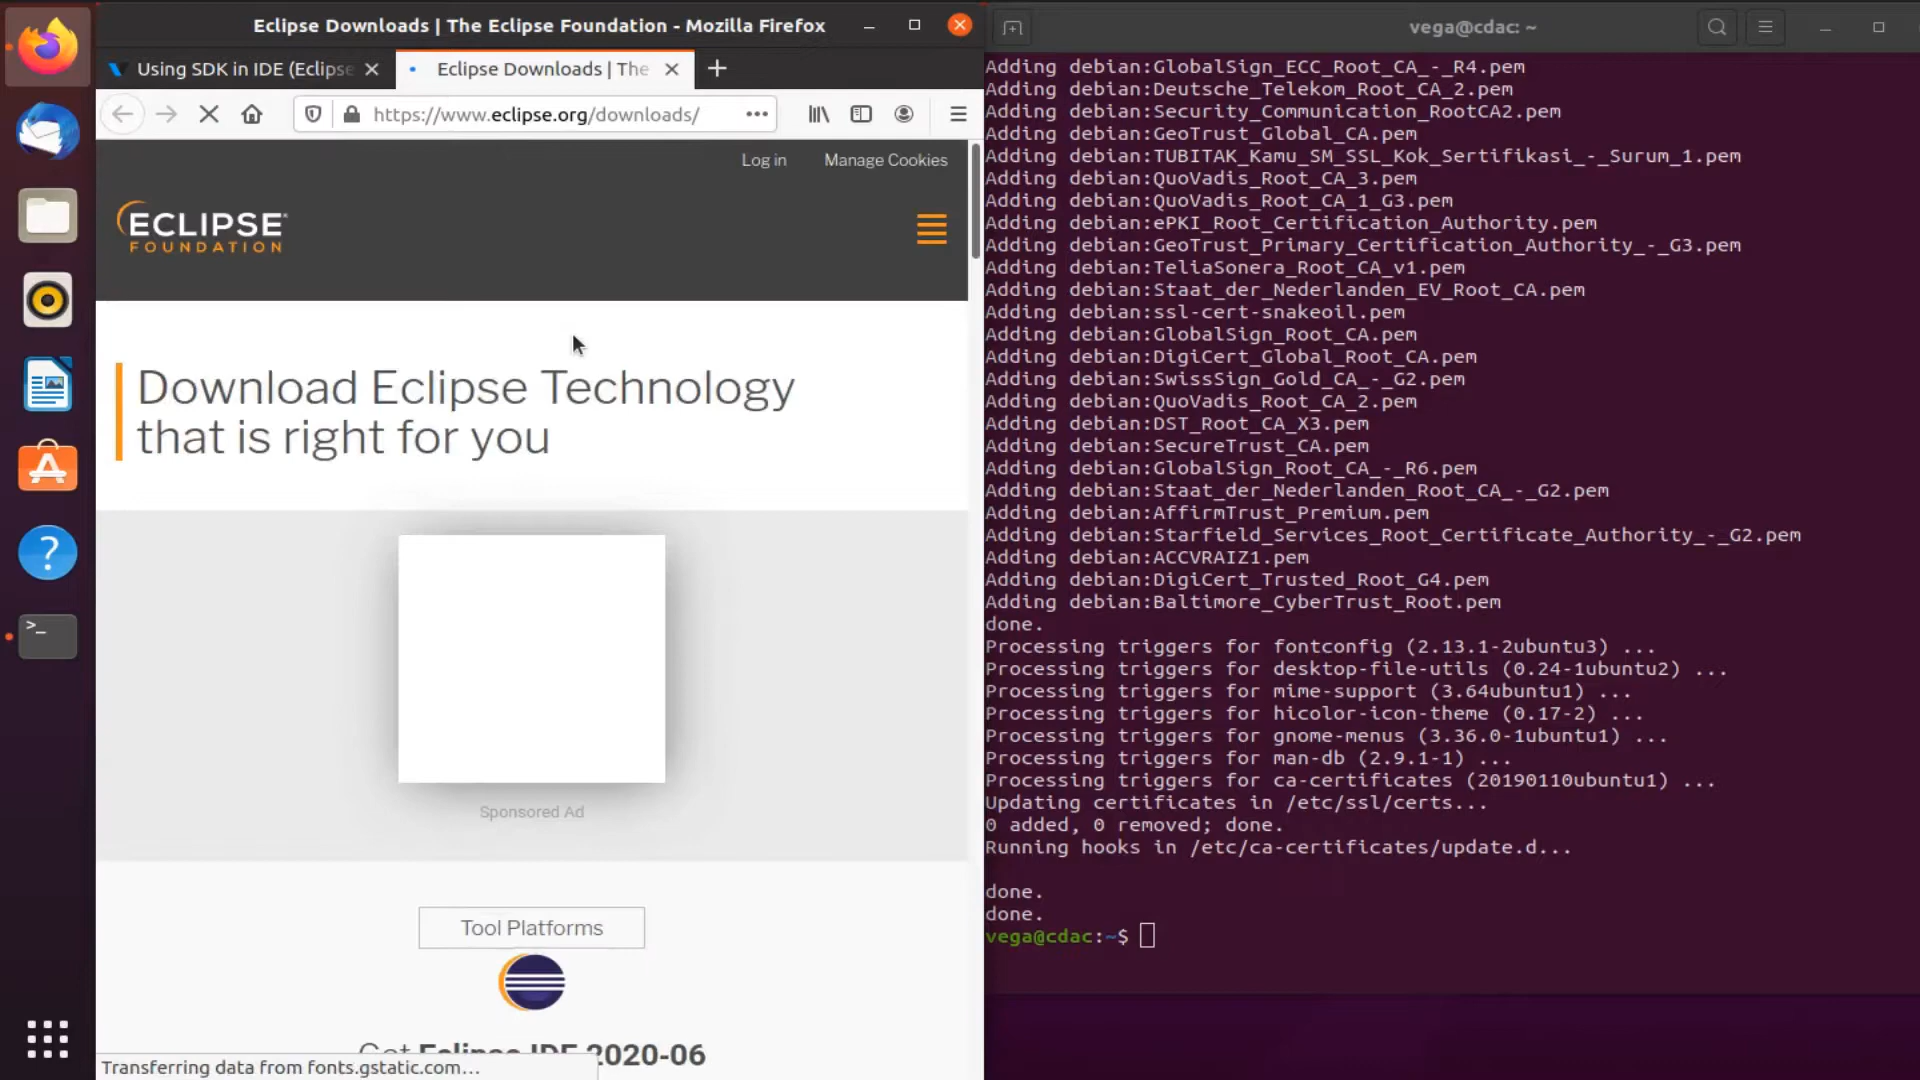 Eclipse Downloads | The Eclipse Foundation - Mozilla Firefox
Using SDK in IDE (Eclipse
Eclipse Downloads | The
https://www.eclipse.org/downloads/
Log in
Manage Cookies
ECLIPSE
FOUNDATION
Download Eclipse Technology
that is right for you
Sponsored Ad
Tool Platforms
Get Eclipse IDE 2020-06
Transferring data from fonts.gstatic.com…
vega@cdac: ~
Adding debian:GlobalSign_ECC_Root_CA_-_R4.pem
Adding debian:Deutsche_Telekom_Root_CA_2.pem
Adding debian:Security_Communication_RootCA2.pem
Adding debian:GeoTrust_Global_CA.pem
Adding debian:TUBITAK_Kamu_SM_SSL_Kok_Sertifikasi_-_Surum_1.pem
Adding debian:QuoVadis_Root_CA_3.pem
Adding debian:QuoVadis_Root_CA_1_G3.pem
Adding debian:ePKI_Root_Certification_Authority.pem
Adding debian:GeoTrust_Primary_Certification_Authority_-_G3.pem
Adding debian:TeliaSonera_Root_CA_v1.pem
Adding debian:Staat_der_Nederlanden_EV_Root_CA.pem
Adding debian:ssl-cert-snakeoil.pem
Adding debian:GlobalSign_Root_CA.pem
Adding debian:DigiCert_Global_Root_CA.pem
Adding debian:SwissSign_Gold_CA_-_G2.pem
Adding debian:QuoVadis_Root_CA_2.pem
Adding debian:DST_Root_CA_X3.pem
Adding debian:SecureTrust_CA.pem
Adding debian:GlobalSign_Root_CA_-_R6.pem
Adding debian:Staat_der_Nederlanden_Root_CA_-_G2.pem
Adding debian:AffirmTrust_Premium.pem
Adding debian:Starfield_Services_Root_Certificate_Authority_-_G2.pem
Adding debian:ACCVRAIZ1.pem
Adding debian:DigiCert_Trusted_Root_G4.pem
Adding debian:Baltimore_CyberTrust_Root.pem
done.
Processing triggers for fontconfig (2.13.1-2ubuntu3) ...
Processing triggers for desktop-file-utils (0.24-1ubuntu2) ...
Processing triggers for mime-support (3.64ubuntu1) ...
Processing triggers for hicolor-icon-theme (0.17-2) ...
Processing triggers for gnome-menus (3.36.0-1ubuntu1) ...
Processing triggers for man-db (2.9.1-1) ...
Processing triggers for ca-certificates (20190110ubuntu1) ...
Updating certificates in /etc/ssl/certs...
0 added, 0 removed; done.
Running hooks in /etc/ca-certificates/update.d...
done.
done.
vega@cdac:~$